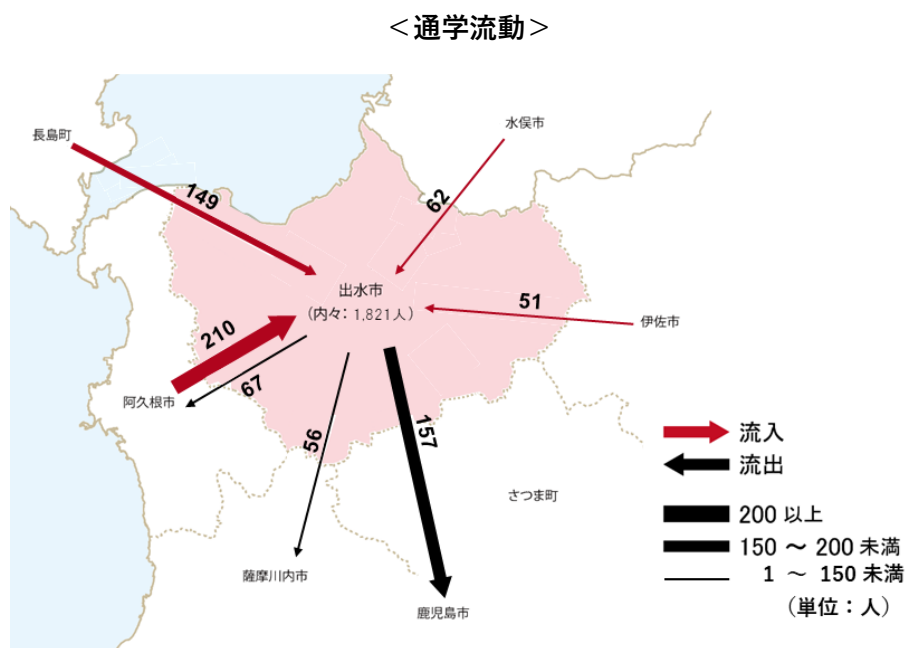 ＜通学流動＞
長島町
水俣市
149
62
出水市
（内々：1,821人）
51
伊佐市
210
67
阿久根市
56
157
さつま町
薩摩川内市
鹿児島市
流入
流出
200 以上
150 ～ 200 未満
1 ～ 150 未満
（単位：人）